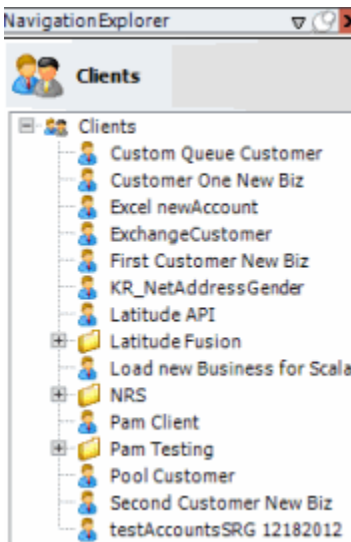 NavigationExplorer
Clients
Clients
Custom Queue Customer
Customer One New Biz
Excel newAccount
ExchangeCustomer
First Customer New Biz
KR_NetAddressGender
Latitude API
Latitude Fusion
Load new Business for Scala
NRS
Pam Client
Pam Testing
Pool Customer
Second Customer New Biz
testAccountsSRG 12182012